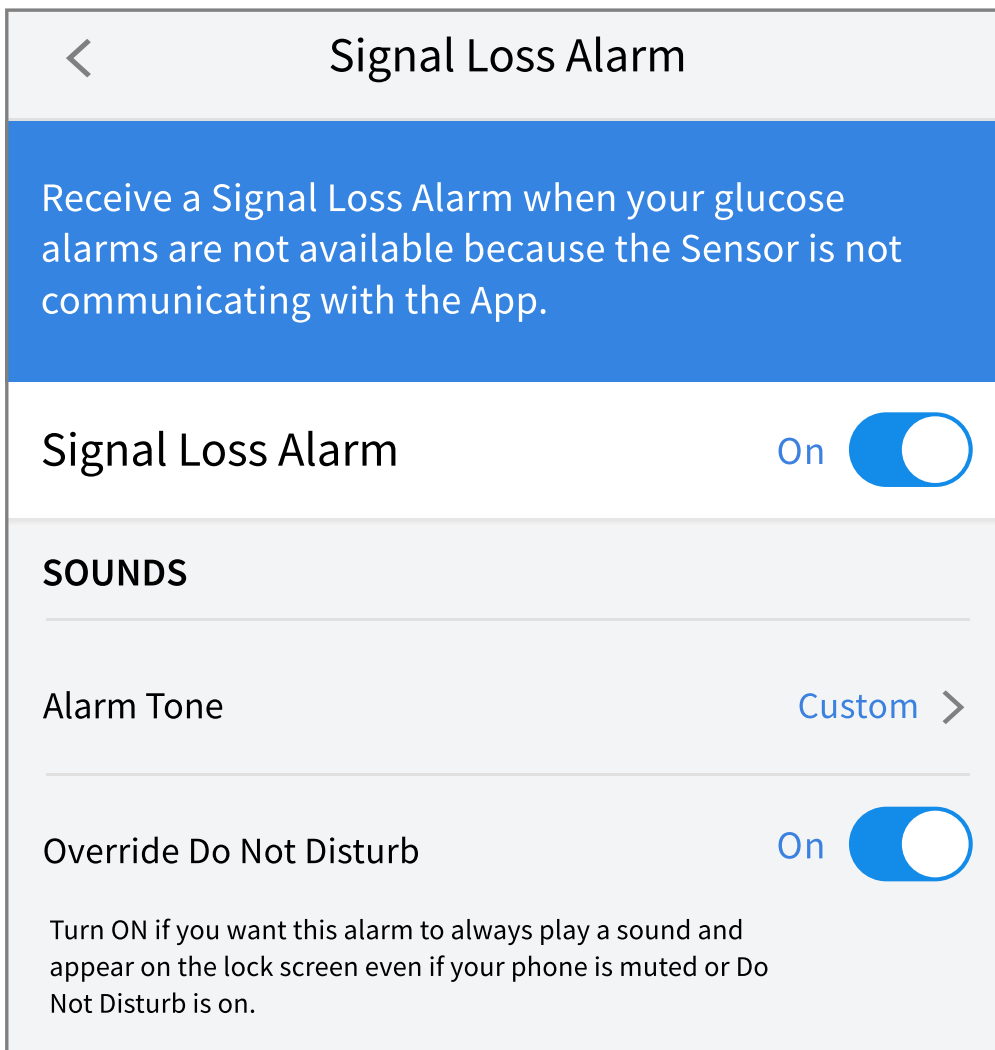 Signal Loss Alarm
Receive a Signal Loss Alarm when your glucose
alarms are not available because the Sensor is not
communicating with the App.
Signal Loss Alarm On
SOUNDS
Alarm Tone Custom
Override Do Not Disturb On
Turn ON if you want this alarm to always play a sound and
appear on the lock screen even if your phone is muted or Do
Not Disturb is on.